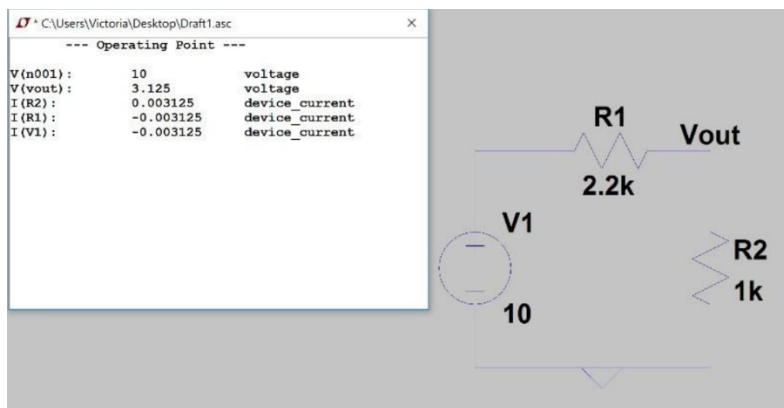 * C:\Users\Victoria\Desktop\Draft1.asc
--- Operating Point ---
V(n001): 10 voltage
V(vout): 3.125 voltage
I(R2): 0.003125 device_current
I(R1): -0.003125 device_current
I(V1): -0.003125 device_current
R1
Vout
2.2k
V1
R2
1k
10